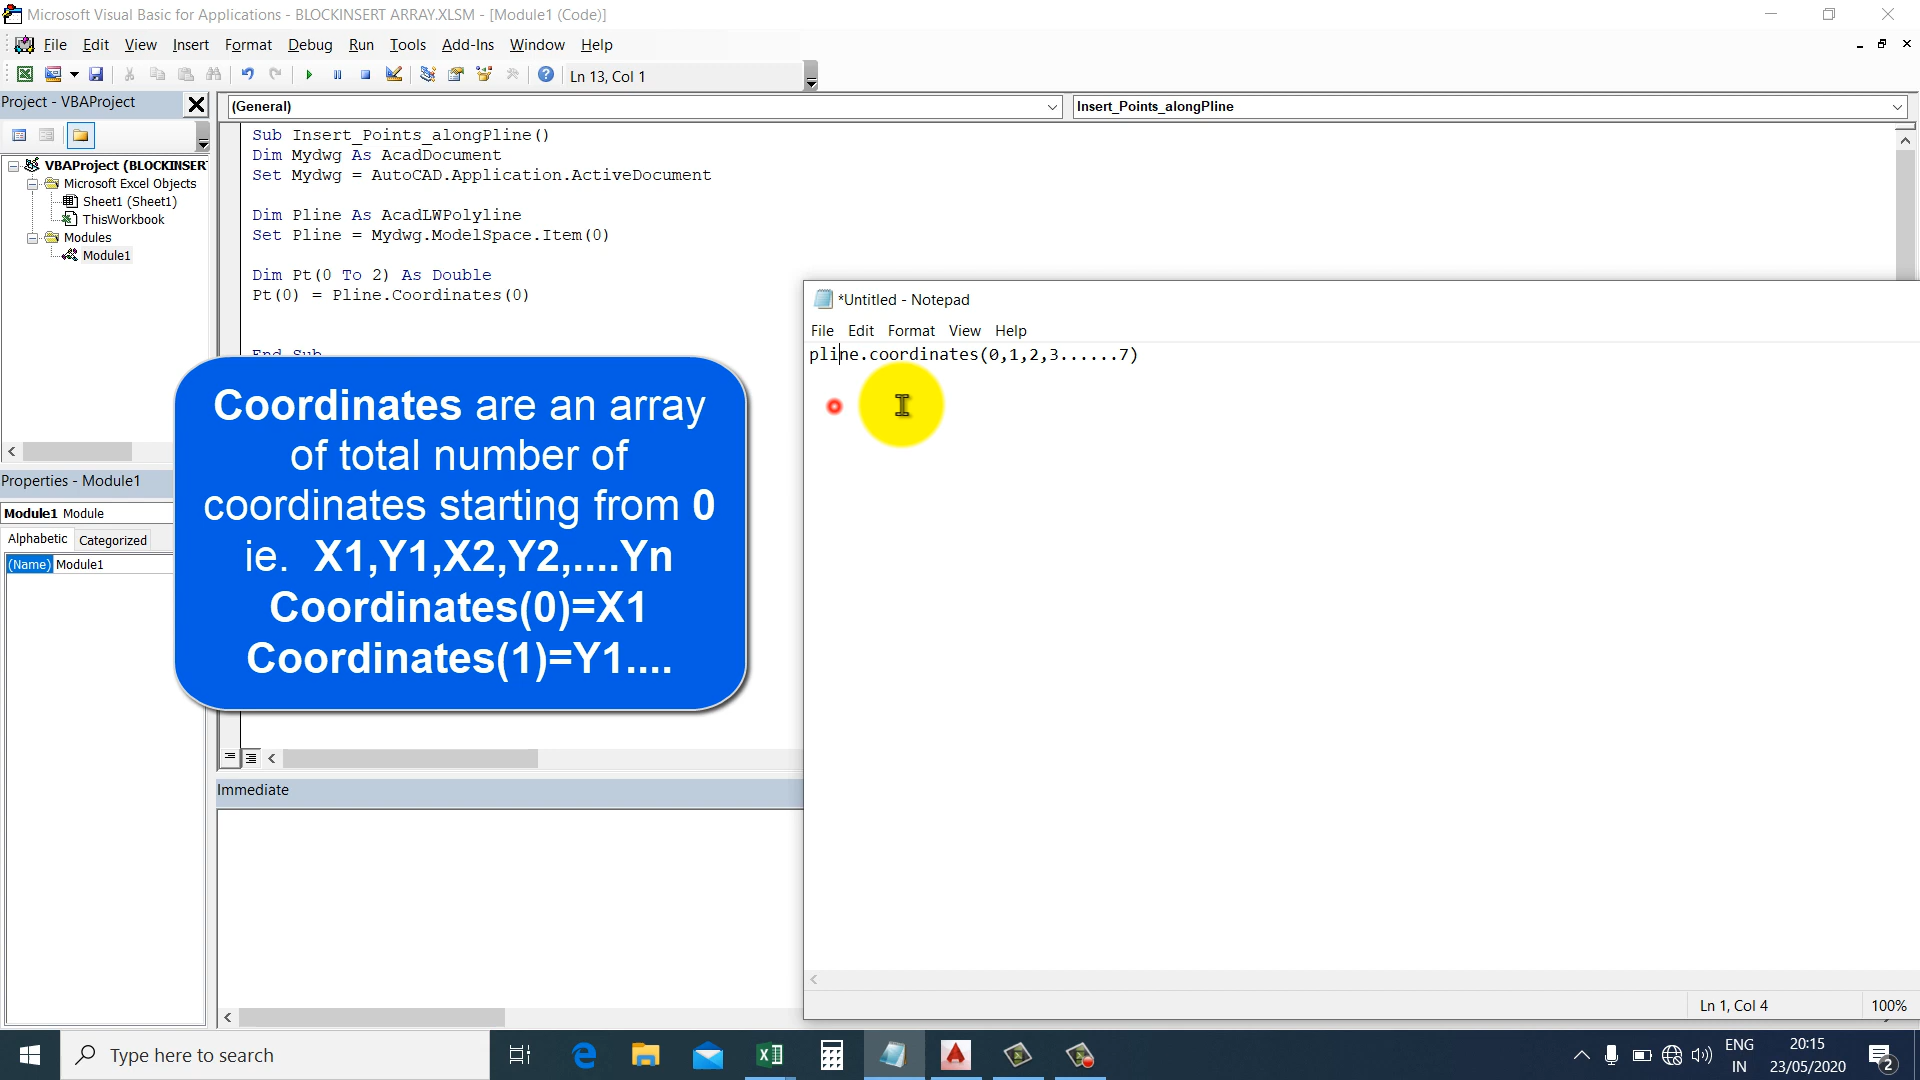 Microsoft Visual Basic for Applications - BLOCKINSERT ARRAY.XLSM - [Module1 (Code)]
File Edit View Insert Format Debug Run Tools Add-Ins Window Help
Ln 13, Col 1
Project - VBAProject
(General)
Insert_Points_alongPline
VBAProject (BLOCKINSER
Microsoft Excel Objects
Sheet1 (Sheet1)
ThisWorkbook
Modules
Module1
Sub Insert_Points_alongPline()
Dim Mydwg As AcadDocument
Set Mydwg = AutoCAD.Application.ActiveDocument
Dim Pline As AcadLWPolyline
Set Pline = Mydwg.ModelSpace.Item(0)
Dim Pt(0 To 2) As Double
Pt(0) = Pline.Coordinates(0)
End Sub
Coordinates are an array
of total number of
coordinates starting from 0
ie. X1,Y1,X2,Y2,....Yn
Coordinates(0)=X1
Coordinates(1)=Y1....
*Untitled - Notepad
File Edit Format View Help
pline.coordinates(0,1,2,3......7)
Ln 1, Col 4
100%
Properties - Module1
Module1 Module
Alphabetic Categorized
(Name) Module1
Immediate
Type here to search
ENG
IN
20:15
23/05/2020
2